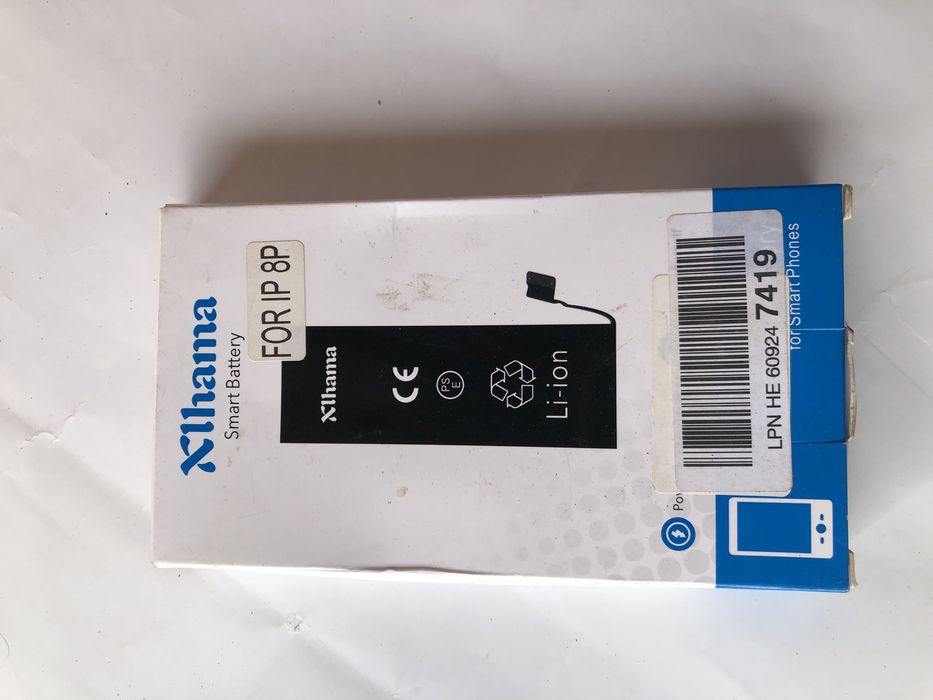 Xlhama
Smart Battery
FOR IP 8P
Xlhama
CE
PS
E
Li-ion
LPN HE 60924 7419
for Smart Phones